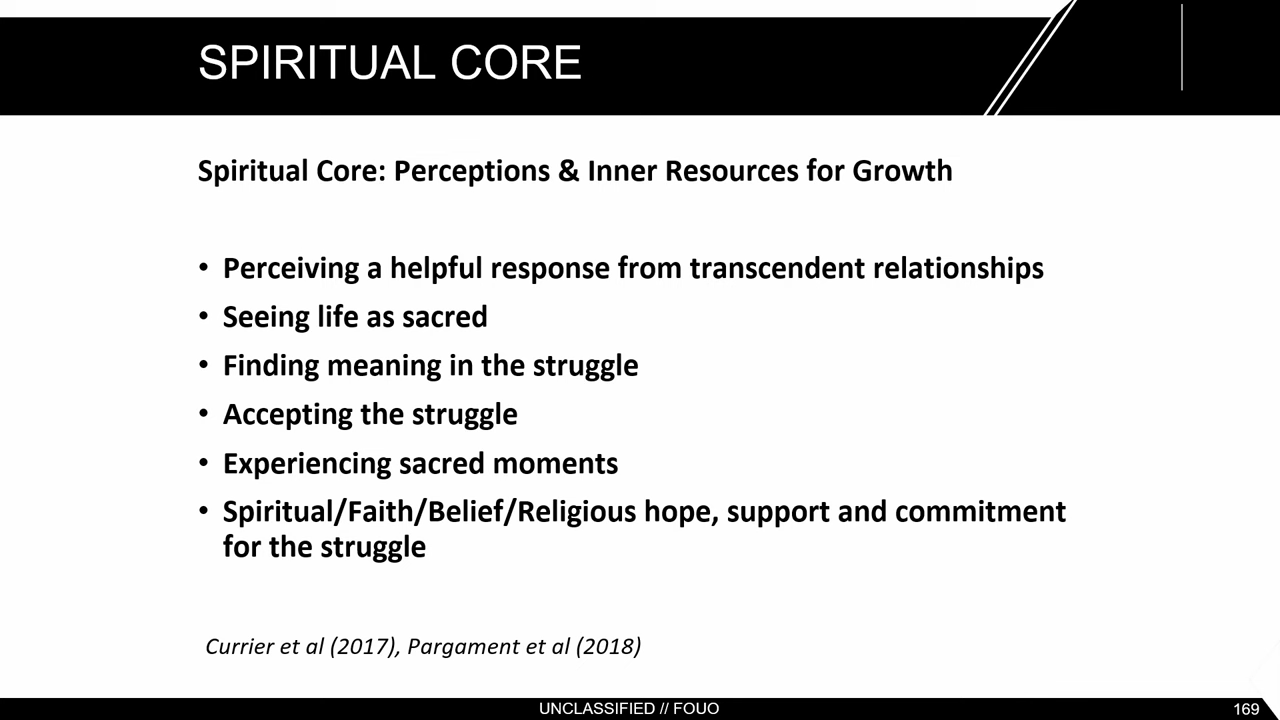 SPIRITUAL CORE
Spiritual Core: Perceptions & Inner Resources for Growth
• Perceiving a helpful response from transcendent relationships
• Seeing life as sacred
• Finding meaning in the struggle
• Accepting the struggle
• Experiencing sacred moments
• Spiritual/Faith/Belief/Religious hope, support and commitment
for the struggle
Currier et al (2017), Pargament et al (2018)
UNCLASSIFIED // FOUO
169